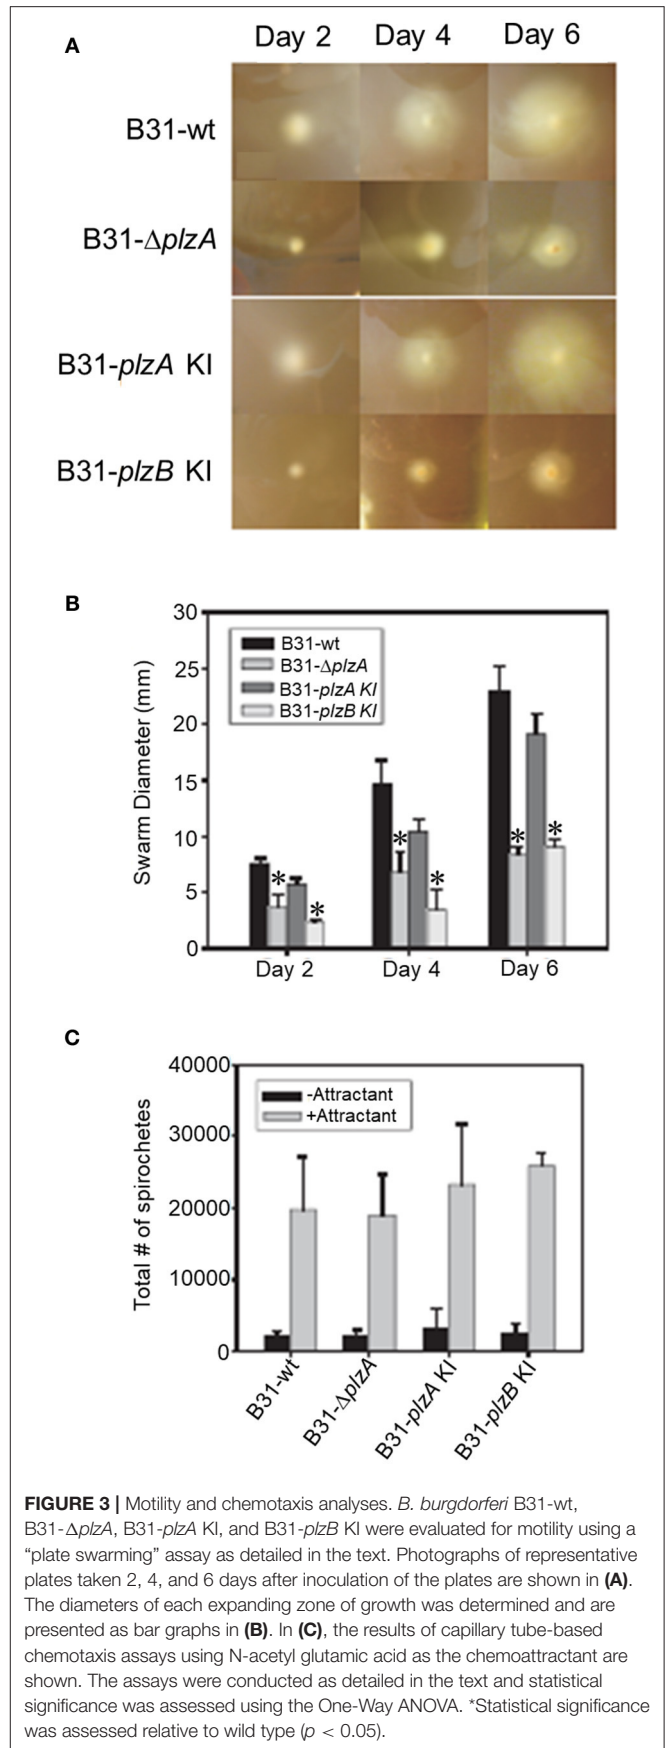 A
Day 2 Day 4 Day 6
B31-wt
B31-ΔplzA
B31-plzA KI
B31-plzB KI
B
Swarm Diameter (mm)
30
25
20
15
10
5
0
B31-wt
B31-ΔplzA
B31-plzA KI
B31-plzB KI
* * * * * *
Day 2 Day 4 Day 6
C
Total # of spirochetes
40000
30000
20000
10000
0
-Attractant
+Attractant
B31-wt
B31-ΔplzA
B31-plzA KI
B31-plzB KI
FIGURE 3 | Motility and chemotaxis analyses. B. burgdorferi B31-wt,
B31-ΔplzA, B31-plzA KI, and B31-plzB KI were evaluated for motility using a
“plate swarming” assay as detailed in the text. Photographs of representative
plates taken 2, 4, and 6 days after inoculation of the plates are shown in (A).
The diameters of each expanding zone of growth was determined and are
presented as bar graphs in (B). In (C), the results of capillary tube-based
chemotaxis assays using N-acetyl glutamic acid as the chemoattractant are
shown. The assays were conducted as detailed in the text and statistical
significance was assessed using the One-Way ANOVA. *Statistical significance
was assessed relative to wild type (p < 0.05).